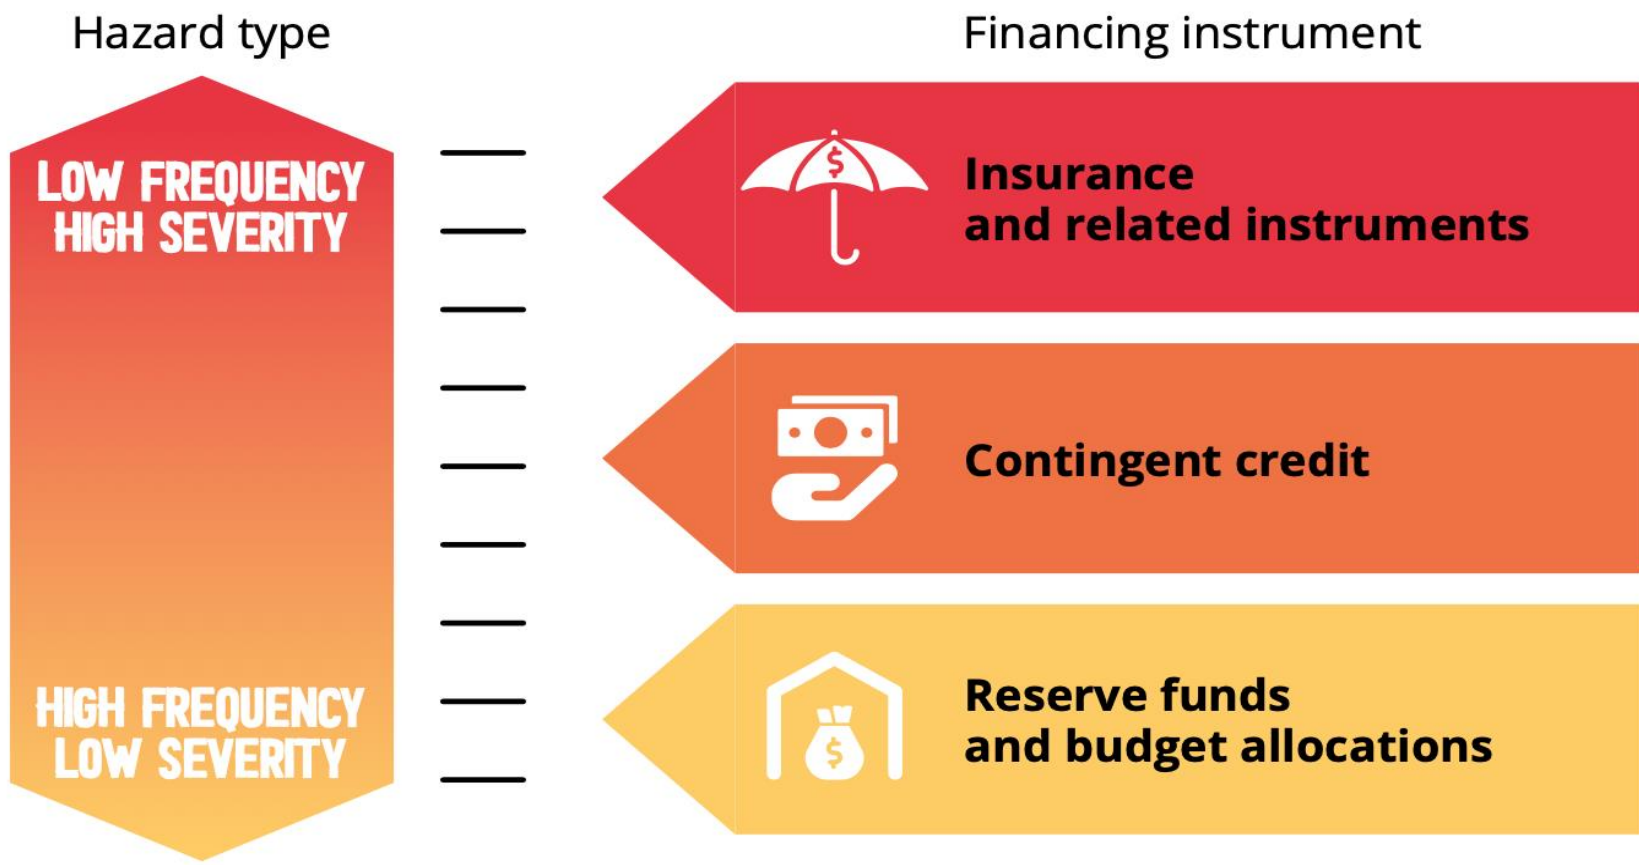 Hazard type
Financing instrument
LOW FREQUENCY
HIGH SEVERITY
$
Insurance
and related instruments
Contingent credit
HIGH FREQUENCY
LOW SEVERITY
$
Reserve funds
and budget allocations